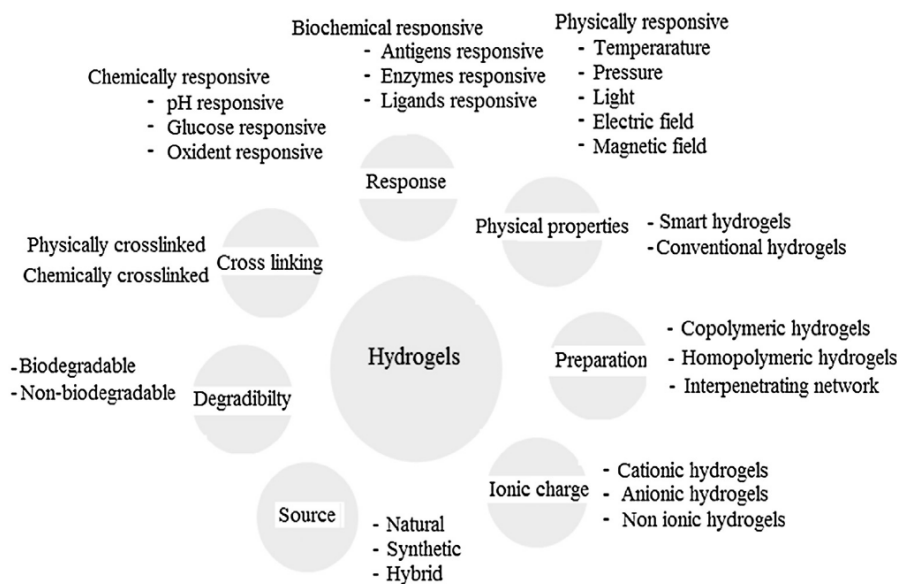 Biochemical responsive
- Antigens responsive
- Enzymes responsive
- Ligands responsive
Physically responsive
- Temperarature
- Pressure
- Light
- Electric field
- Magnetic field
Chemically responsive
- pH responsive
- Glucose responsive
- Oxident responsive
Response
Physical properties
- Smart hydrogels
- Conventional hydrogels
Physically crosslinked
Chemically crosslinked
Cross linking
Hydrogels
Preparation
- Copolymeric hydrogels
- Homopolymeric hydrogels
- Interpenetrating network
- Biodegradable
- Non-biodegradable
Degradibilty
Ionic charge
- Cationic hydrogels
- Anionic hydrogels
- Non ionic hydrogels
Source
- Natural
- Synthetic
- Hybrid